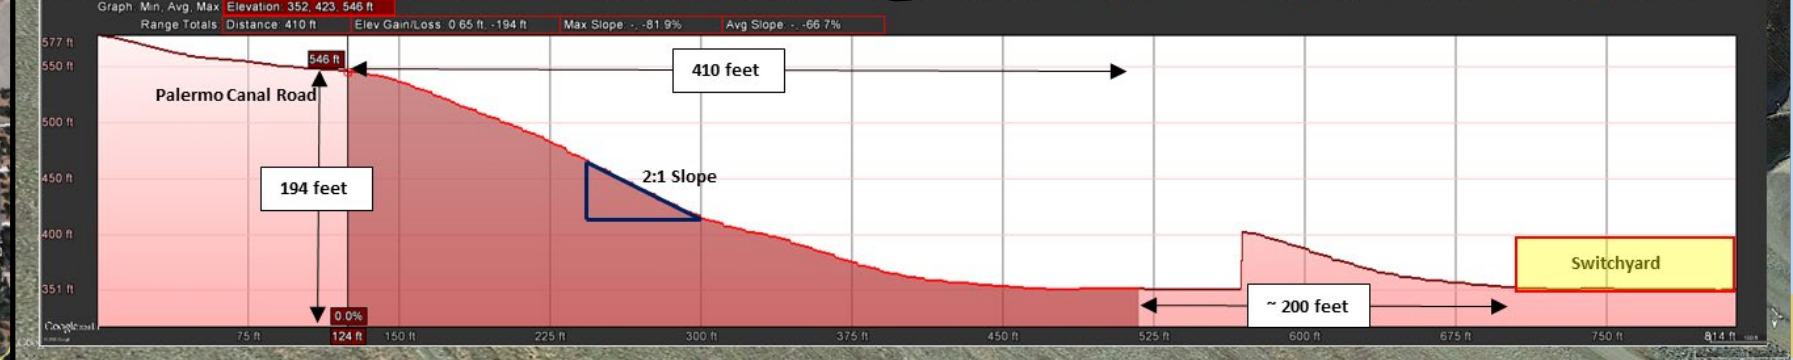 Graph: Min, Avg, Max Elevation: 352, 423, 546 ft
Range Totals: Distance: 410 ft Elev Gain/Loss: 0.65 ft, -194 ft Max Slope: -, -81.9% Avg Slope: -, -66.7%
577 ft
546 ft
550 ft
410 feet
Palermo Canal Road
500 ft
450 ft
194 feet
2:1 Slope
400 ft
Switchyard
351 ft
~ 200 feet
0.0%
Google
75 ft 124 ft 150 ft 225 ft 300 ft 375 ft 450 ft 525 ft 600 ft 675 ft 750 ft 814 ft